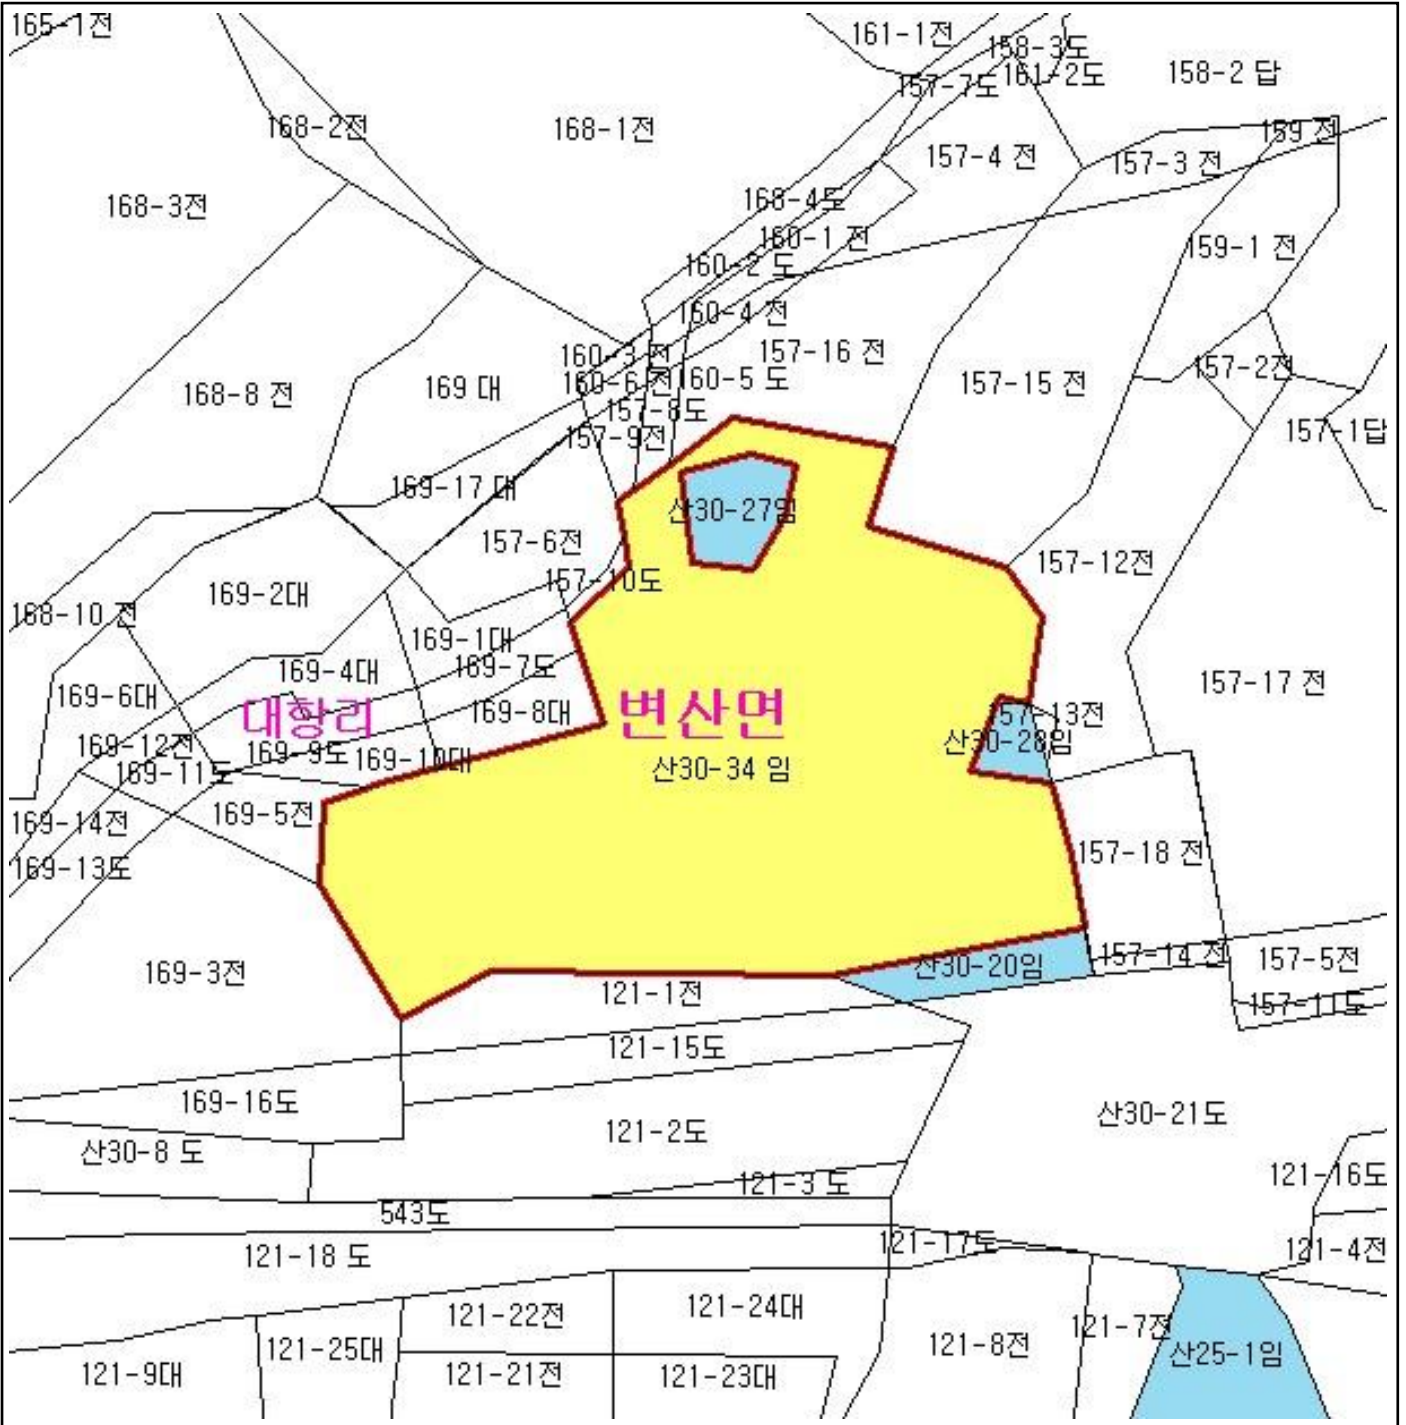 165-1전
161-1전
158-3도
157-7도
161-2도
158-2 답
168-2전
168-1전
159 전
157-4 전
157-3 전
168-3전
168-4도
160-1 전
159-1 전
160-2 도
160-4 전
160-3 전
157-16 전
157-2전
168-8 전
169 대
160-6 전
160-5 도
157-15 전
157-8도
157-9전
157-1답
169-17 대
산30-27임
157-6전
157-12전
157-10도
169-2대
168-10 전
169-1대
169-4대
169-7도
157-17 전
169-6대
169-8대
대항리
변산면
157-13전
산30-28임
169-12전
169-9도
169-10대
169-11도
산30-34 임
169-5전
169-14전
157-18 전
169-13도
169-3전
산30-20임
157-14 전
157-5전
121-1전
157-11도
121-15도
169-16도
산30-21도
121-2도
산30-8 도
121-16도
121-3 도
543도
121-17도
121-18 도
121-4전
121-22전
121-24대
121-7전
121-25대
121-8전
산25-1임
121-9대
121-21전
121-23대